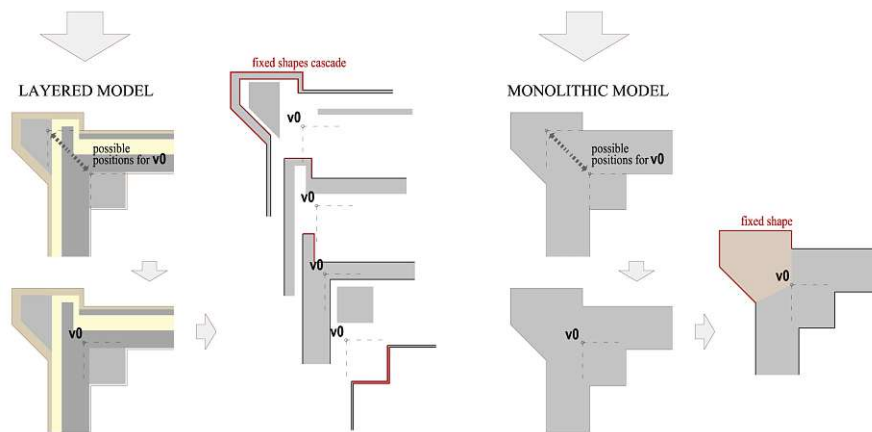 fixed shapes cascade
LAYERED MODEL
MONOLITHIC MODEL
v0
possible
positions for v0
possible
positions for v0
v0
fixed shape
v0
v0
v0
v0
v0